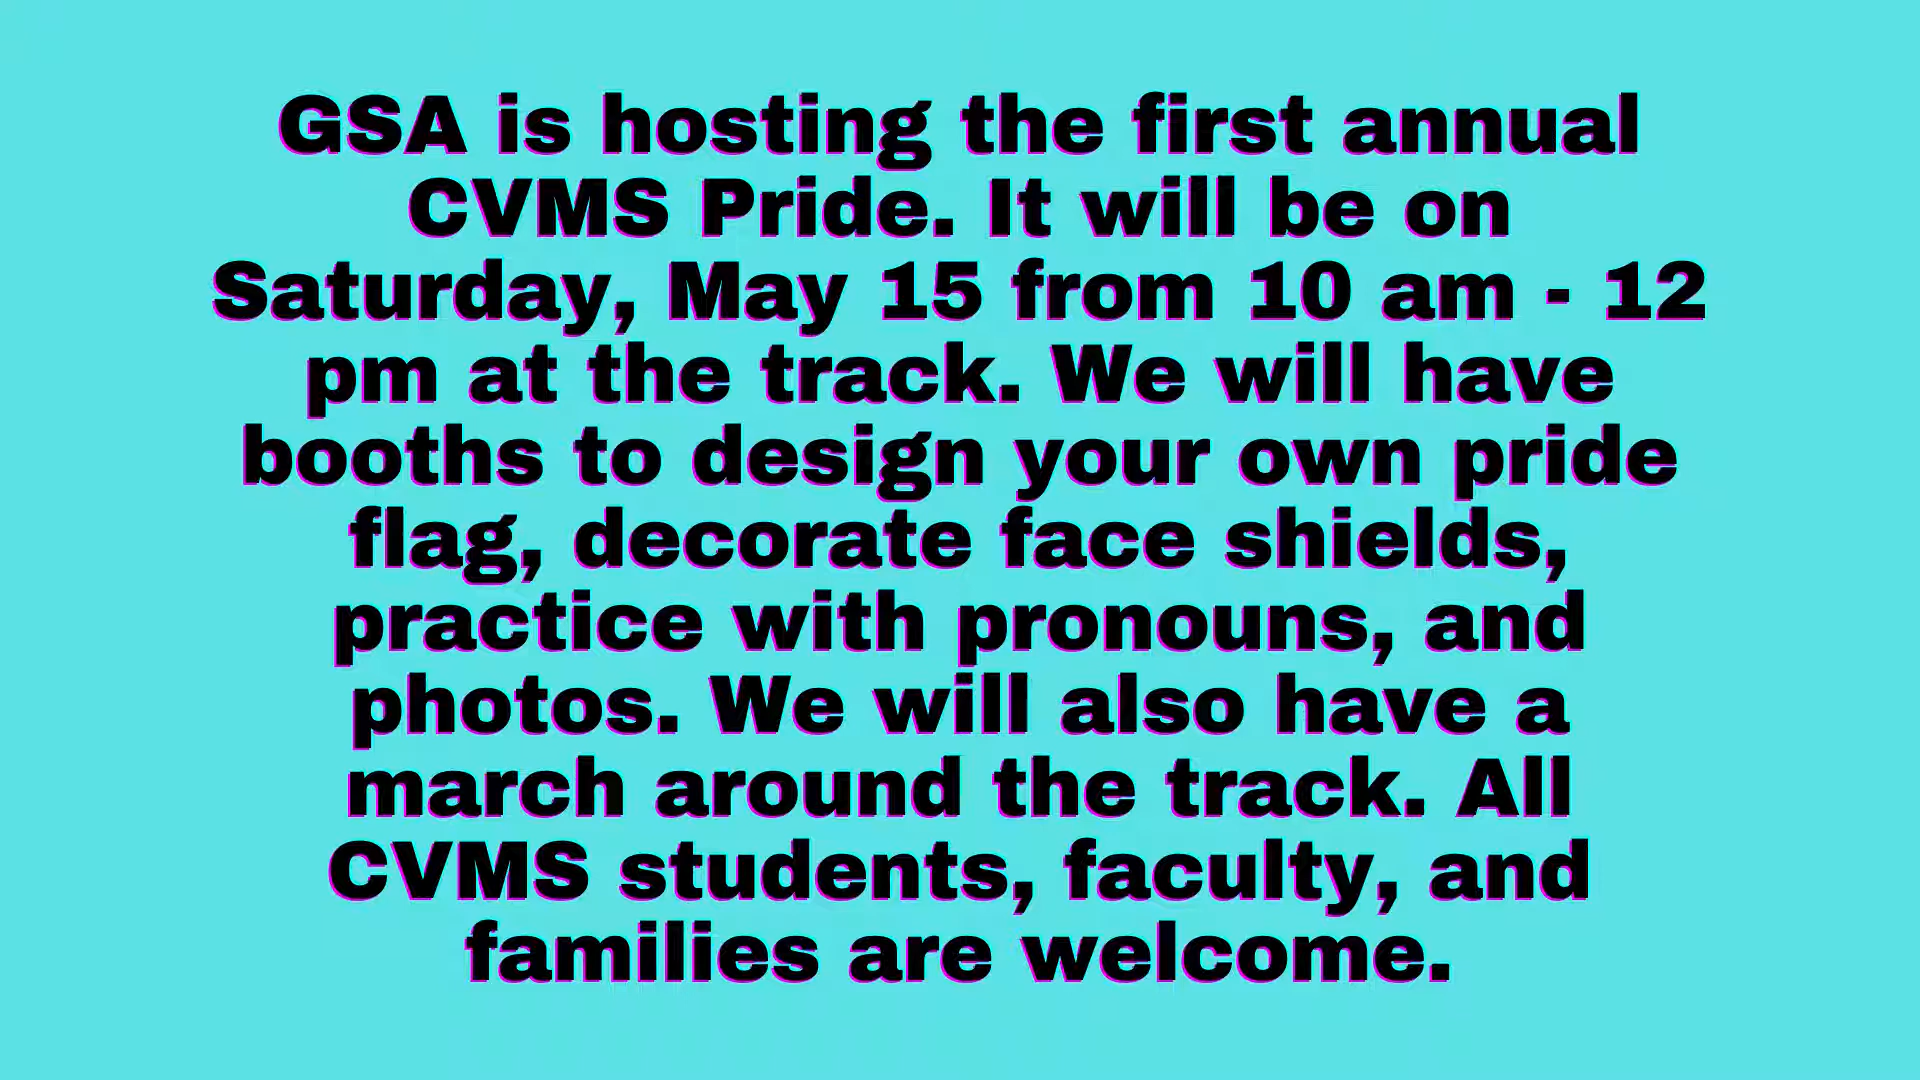 GSA is hosting the first annual
CVMS Pride. It will be on
Saturday, May 15 from 10 am - 12
pm at the track. We will have
booths to design your own pride
flag, decorate face shields,
practice with pronouns, and
photos. We will also have a
march around the track. All
CVMS students, faculty, and
families are welcome.